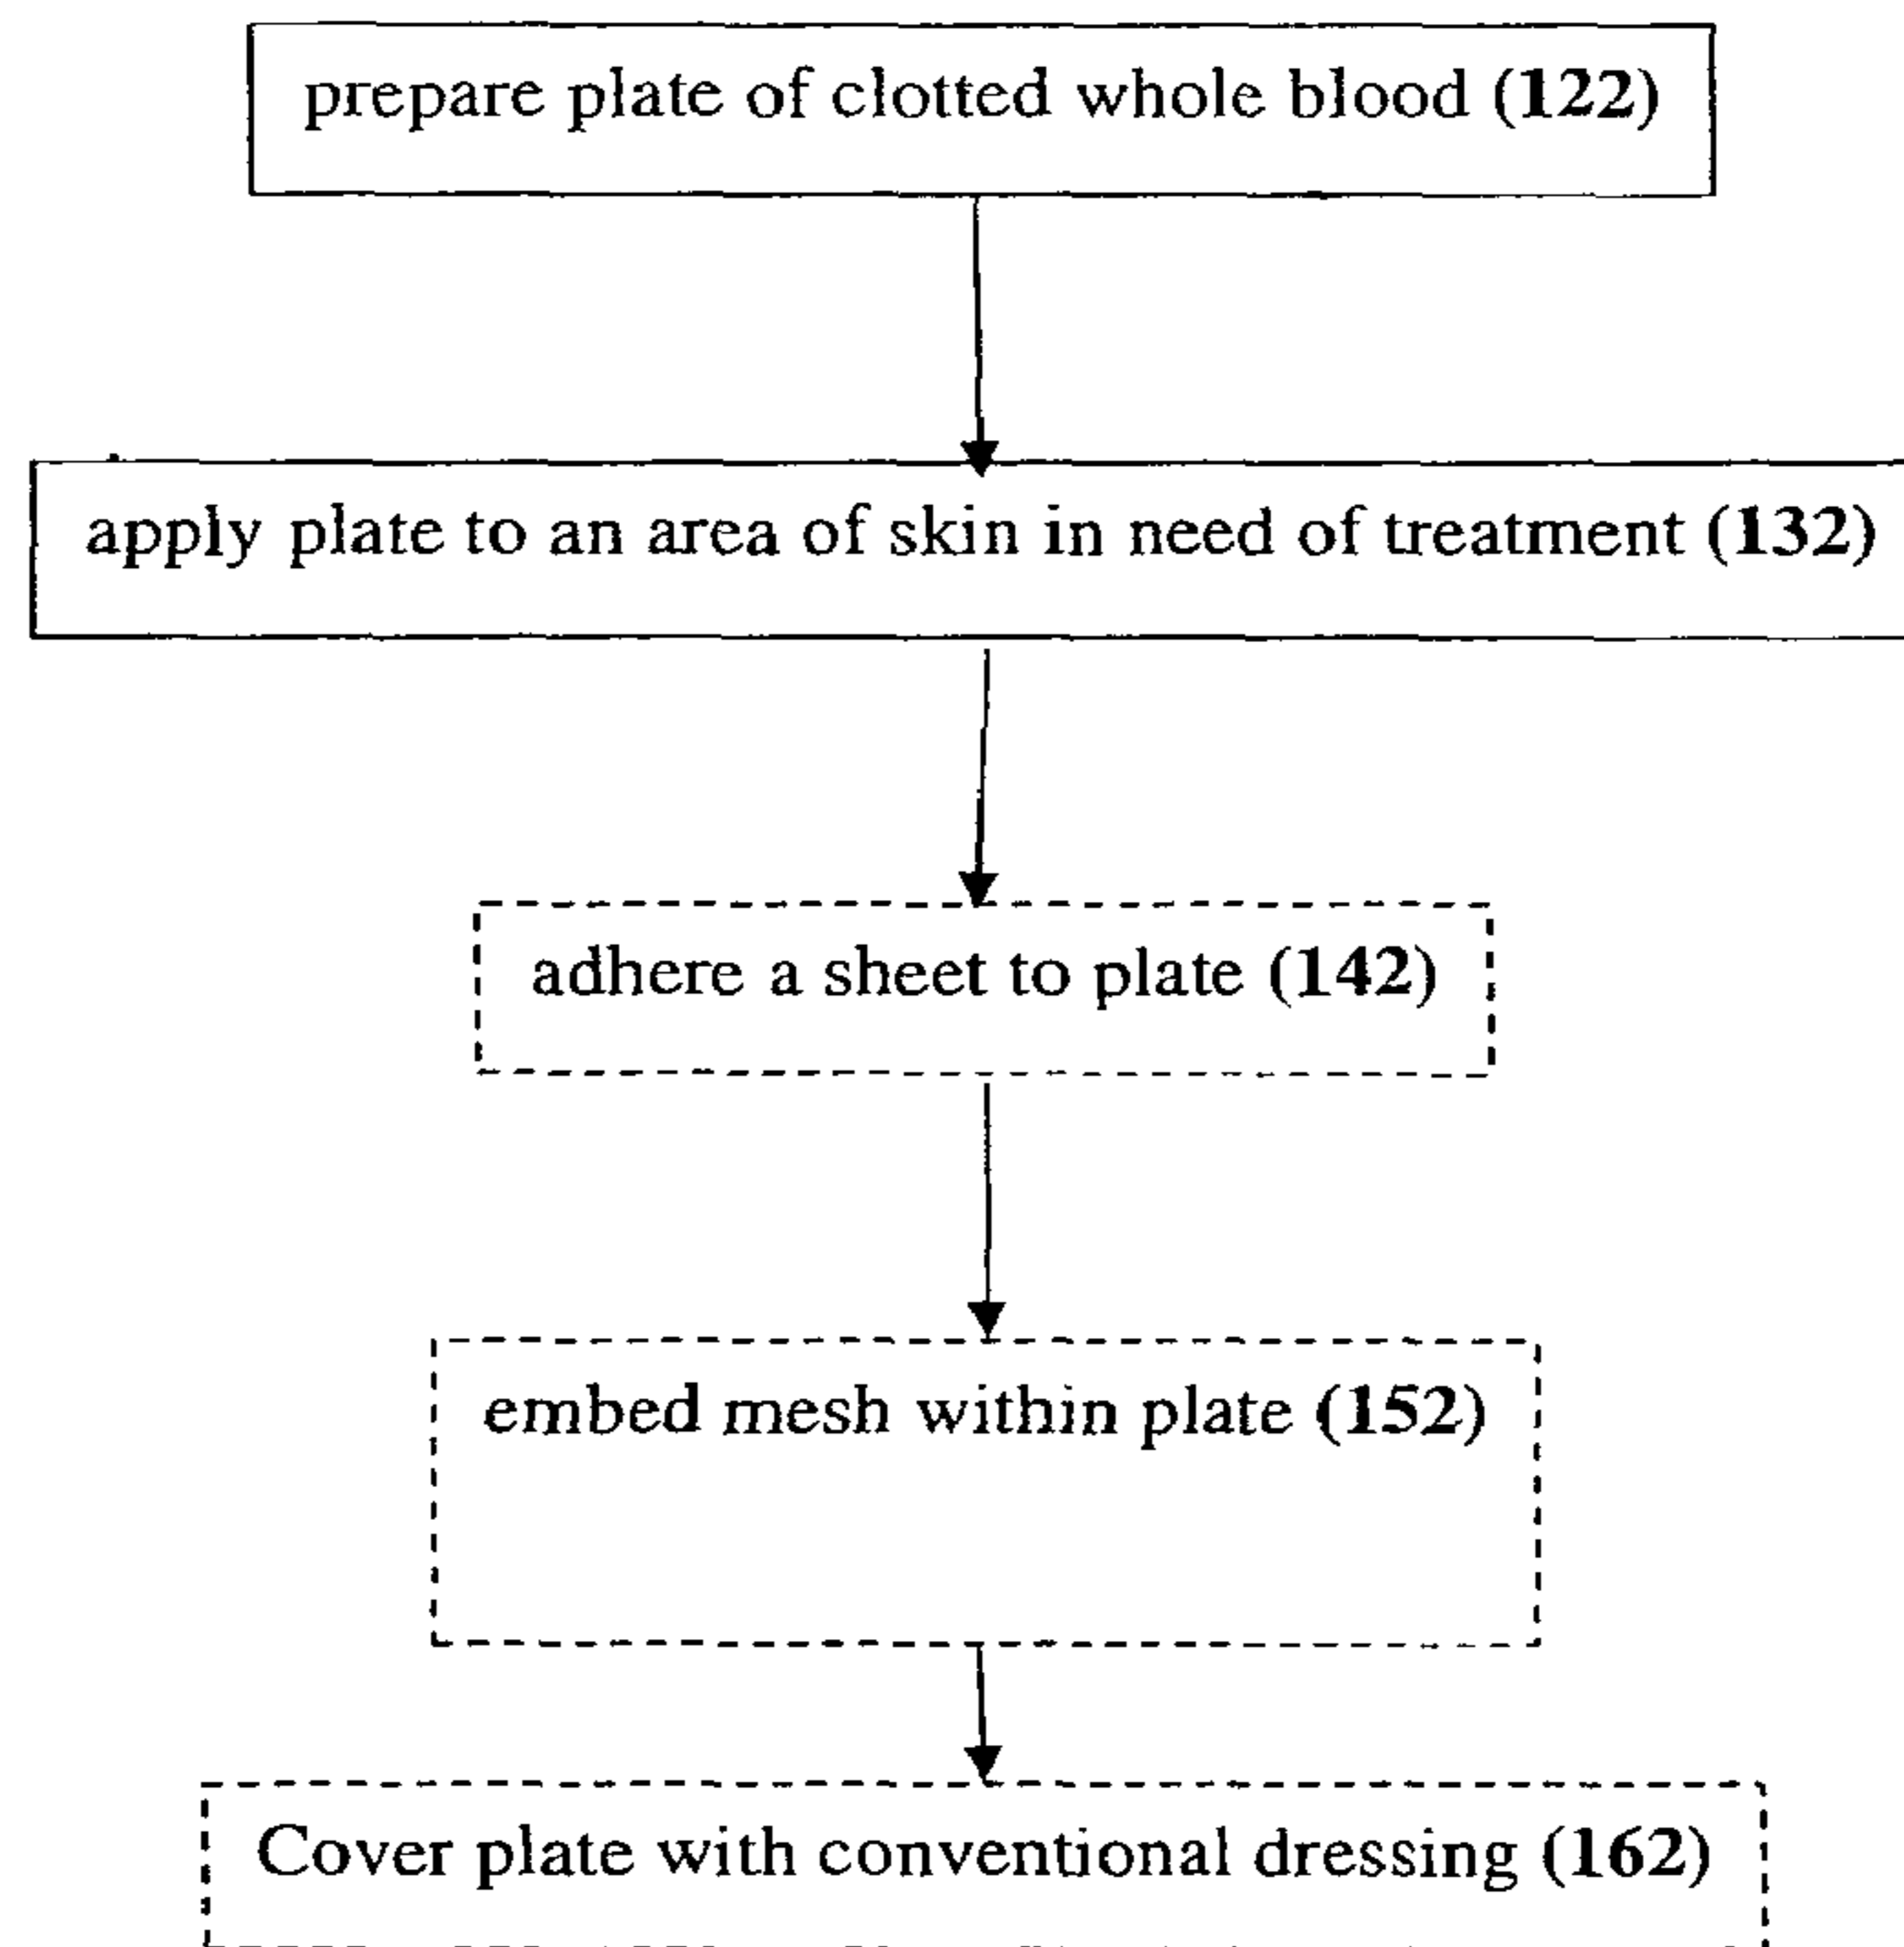 prepare plate of clotted whole blood (122)
apply plate to an area of skin in need of treatment (132)
adhere a sheet to plate (142)
embed mesh within plate (152)
Cover plate with conventional dressing (162)